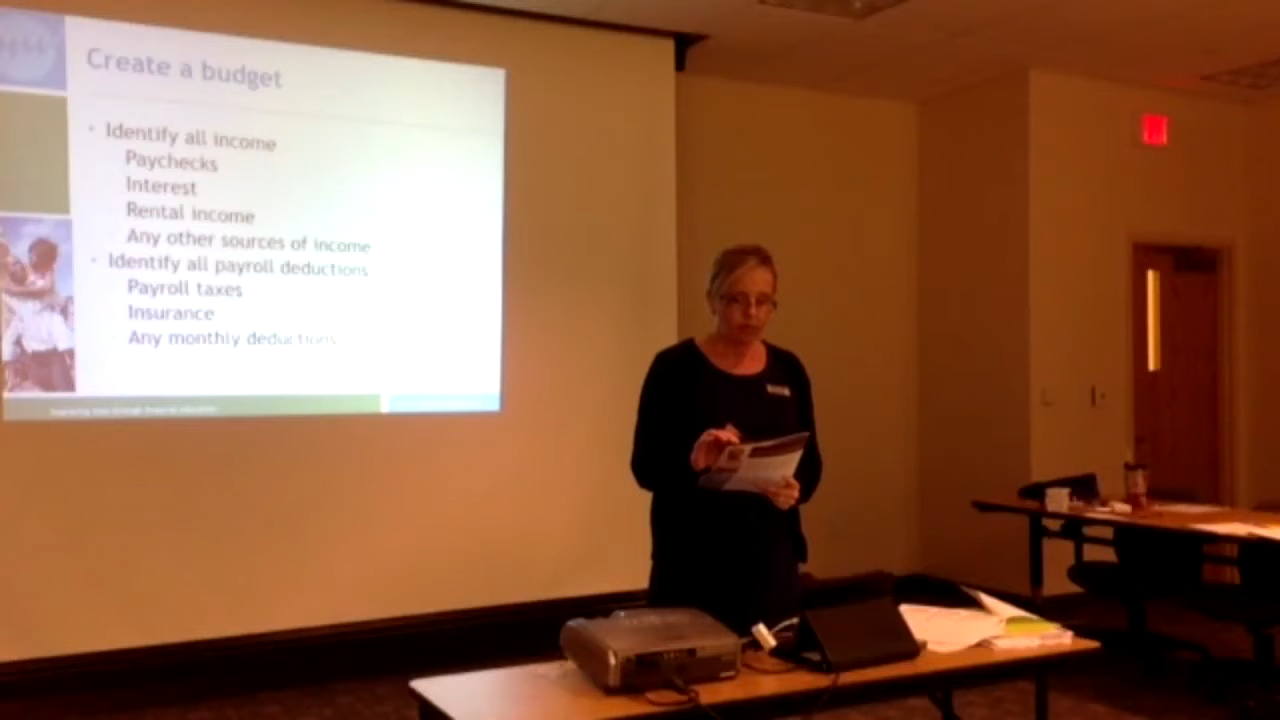 Create a budget
• Identify all income
Paychecks
Interest
Rental income
Any other sources of income
• Identify all payroll deductions
Payroll taxes
Insurance
Any monthly deductions